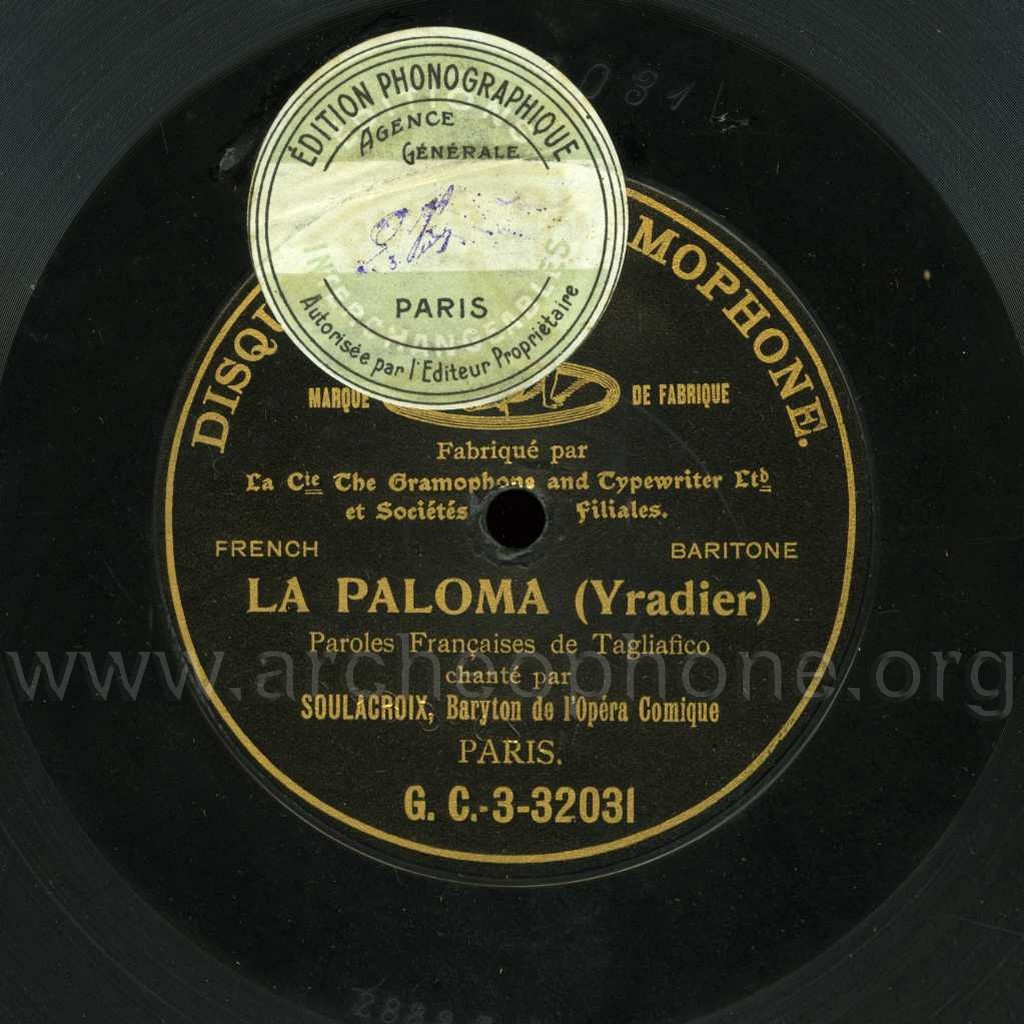 ÉDITION PHONOGRAPHIQUE
AGENCE
GÉNÉRALE
PARIS
Autorisée par l'Editeur Propriétaire
DISQU MOPHONE.
MARQUE DE FABRIQUE
Fabriqué par
La Cie The Gramophone and Typewriter Ltd
et Sociétés Filiales.
FRENCH BARITONE
LA PALOMA (Yradier)
Paroles Françaises de Tagliafico
www.archeophone.org
chanté par
SOULACROIX, Baryton de l'Opéra Comique
PARIS.
G. C.-3-32031